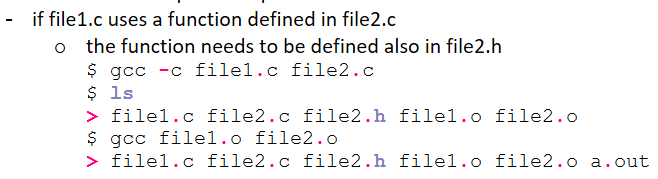 - if file1.c uses a function defined in file2.c
o the function needs to be defined also in file2.h
$ gcc -c file1.c file2.c
$ ls
> file1.c file2.c file2.h file1.o file2.o
$ gcc file1.o file2.o
> file1.c file2.c file2.h file1.o file2.o a.out